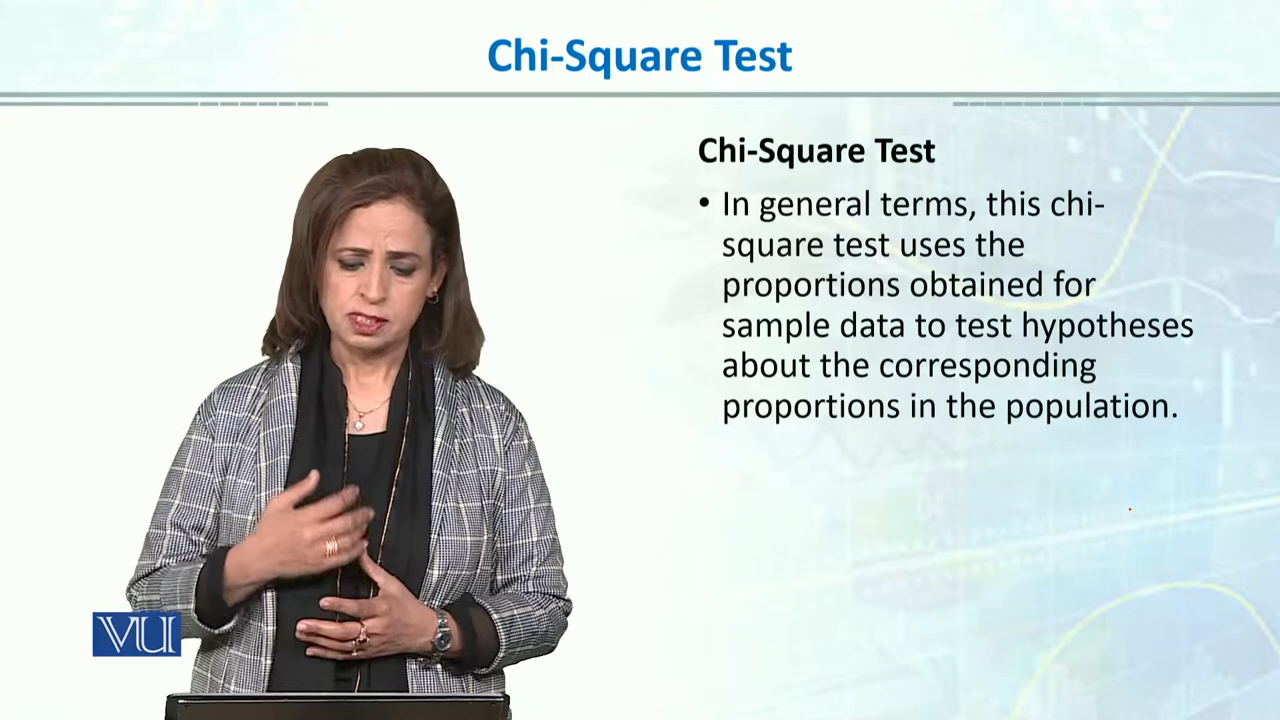 Chi-Square Test
Chi-Square Test
• In general terms, this chi-
square test uses the
proportions obtained for
sample data to test hypotheses
about the corresponding
proportions in the population.
VU